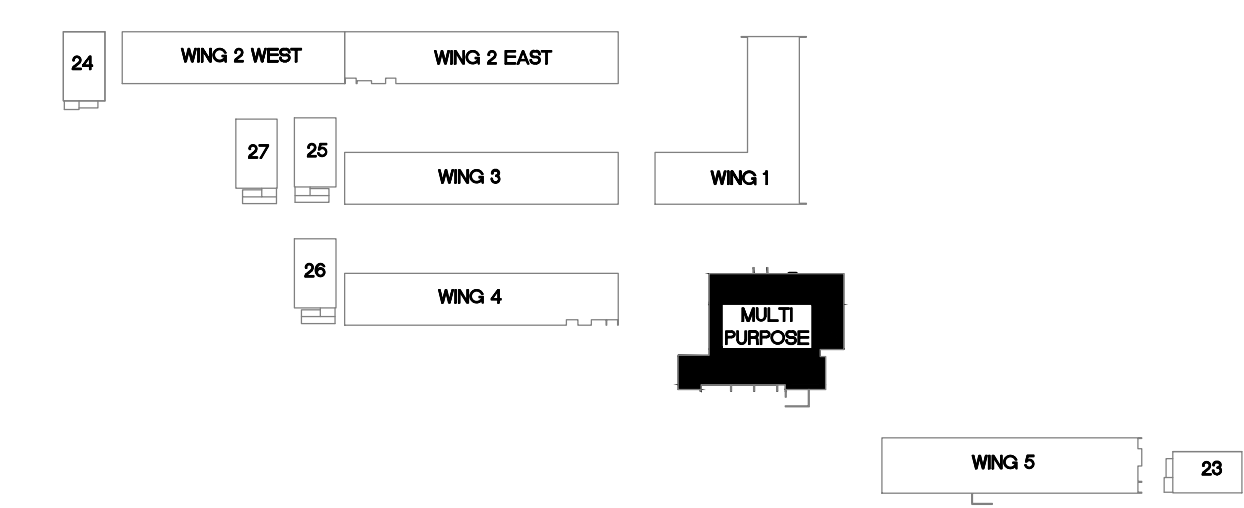 24
WING 2 WEST
WING 2 EAST
27
25
WING 3
WING 1
26
WING 4
MULTI
PURPOSE
WING 5
23